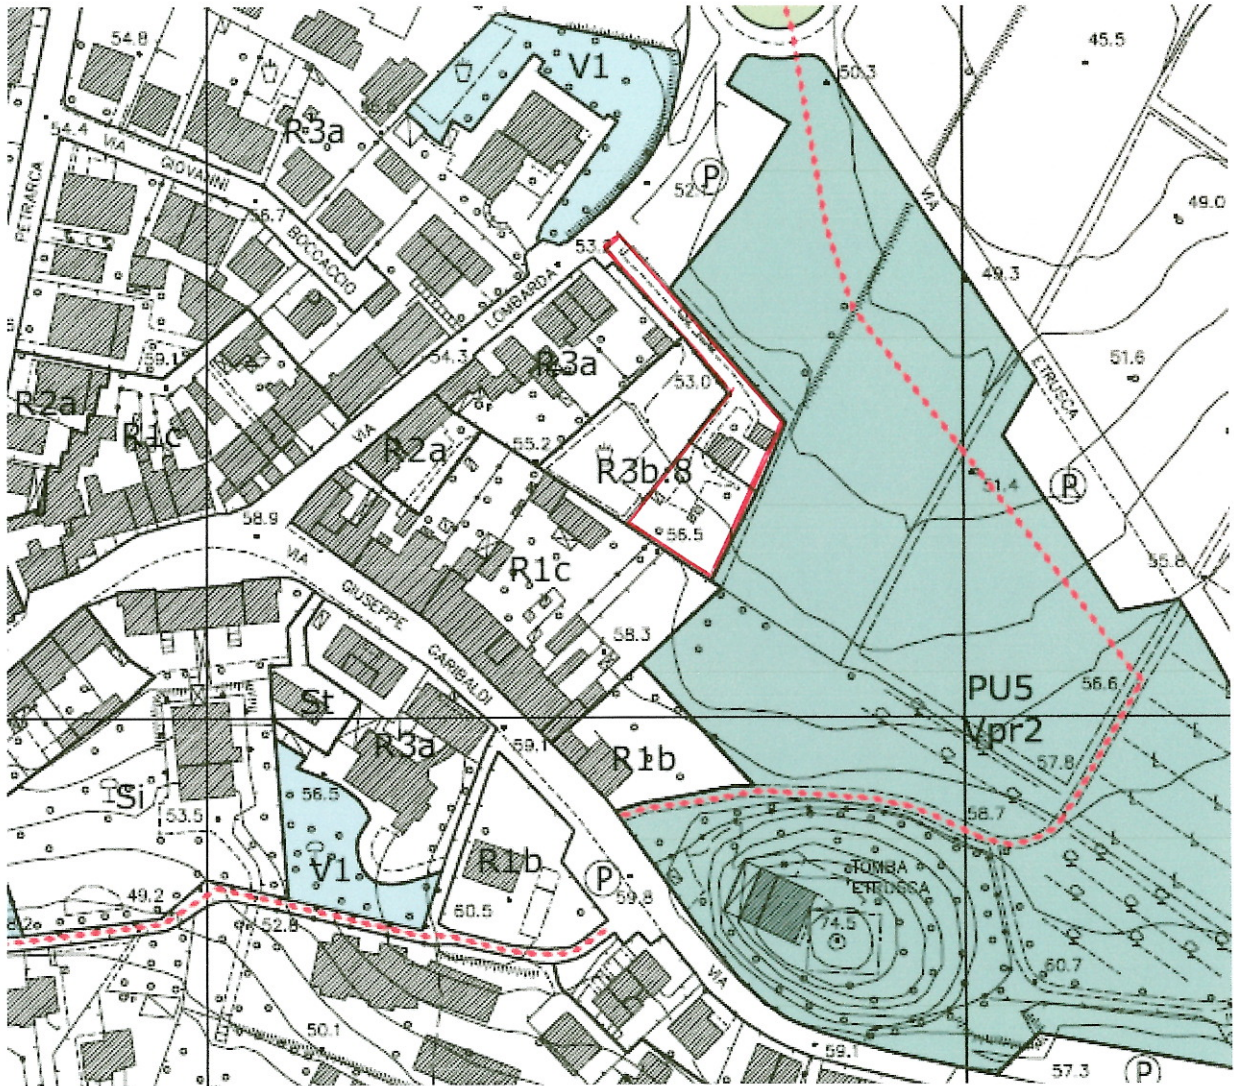 54.8
V1
50.3
45.5
R3a
54.4
VIA
GIOVANNI
BOCCACCIO
PETRARCA
56.7
P
VIA
49.0
49.3
LOMBARDA
54.3
59.1
R3a
53.0
ETRUSCA
51.6
R2a
R1c
VIA
R2a
55.2
R3b 8
51.4
P
58.9
56.5
VIA
GIUSEPPE
GARIBALDI
R1c
55.8
58.3
St
R3a
59.1
R1b
PU5
Vpr2
56.6
57.8
Si
56.5
53.5
58.7
V1
R1b
P
TOMBA
ETRUSCA
49.2
59.8
60.5
74.5
52.8
VIA
60.7
50.1
59.1
57.3
P